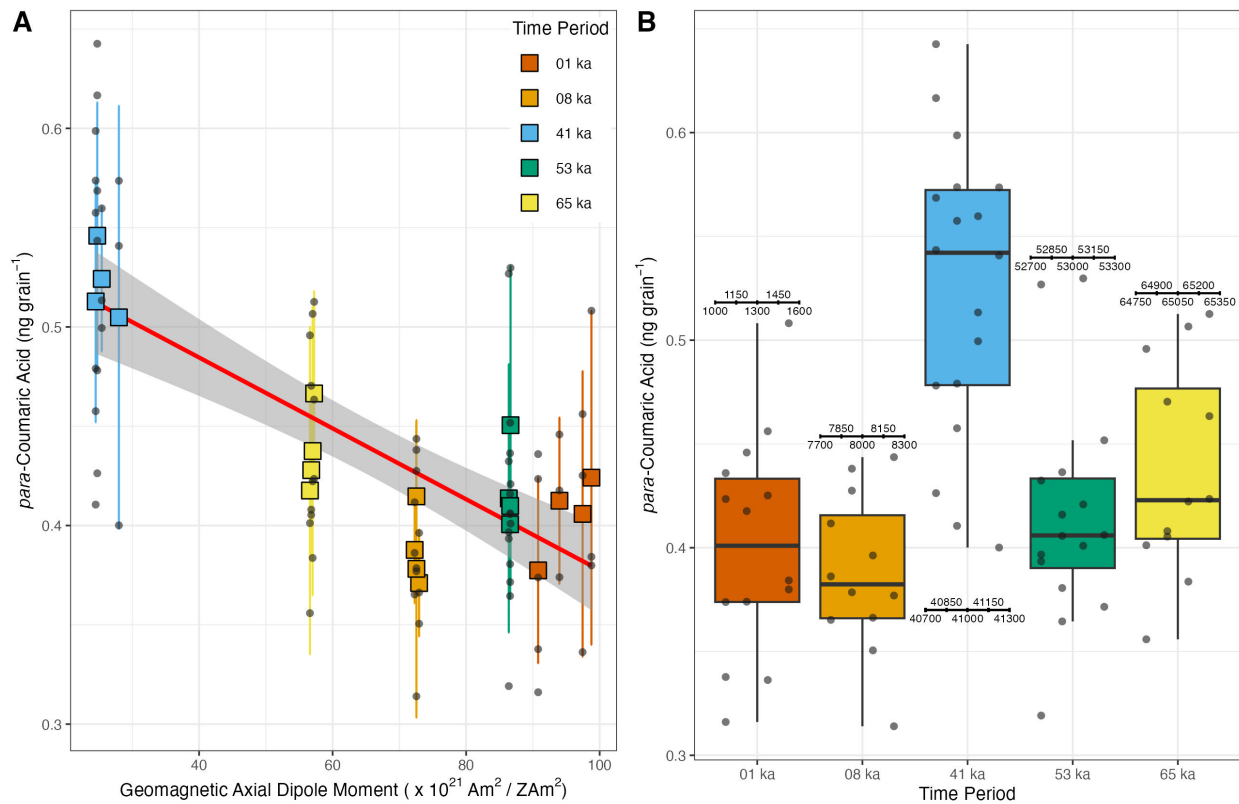 A
Time Period
01 ka
08 ka
41 ka
53 ka
65 ka
para-Coumaric Acid (ng grain⁻¹)
0.6
0.5
0.4
0.3
40 60 80 100
Geomagnetic Axial Dipole Moment ( x 10²¹ Am² / ZAm²)
B
para-Coumaric Acid (ng grain⁻¹)
0.6
0.5
0.4
0.3
1150 1450
1000 1300 1600
7850 8150
7700 8000 8300
40850 41150
40700 41000 41300
52850 53150
52700 53000 53300
64900 65200
64750 65050 65350
01 ka 08 ka 41 ka 53 ka 65 ka
Time Period